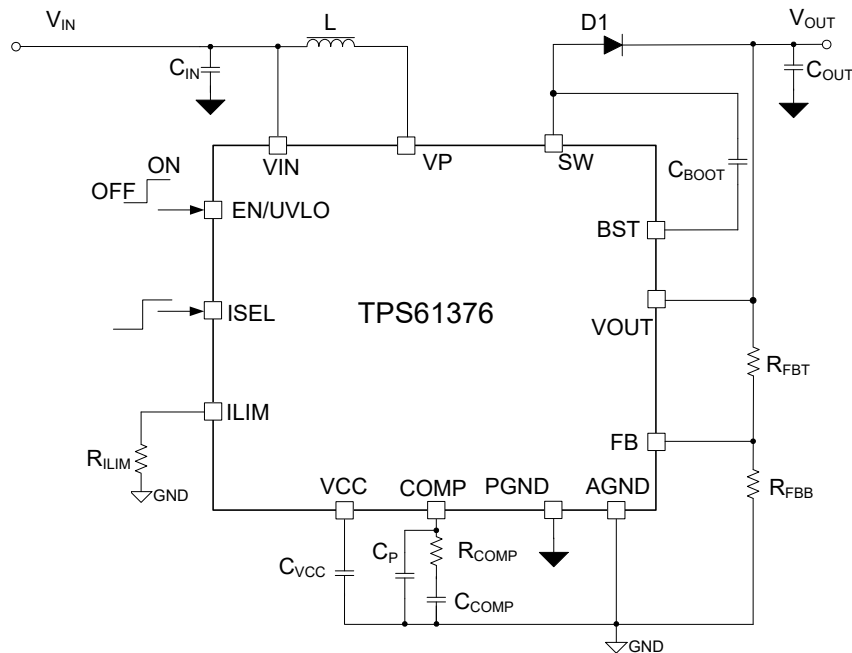 VIN
L
D1
VOUT
CIN
COUT
VIN
VP
SW
CBOOT
ON
OFF
EN/UVLO
BST
ISEL
TPS61376
VOUT
RFBT
ILIM
FB
RILIM
GND
VCC
COMP
PGND
AGND
RFBB
CVCC
CP
RCOMP
CCOMP
GND